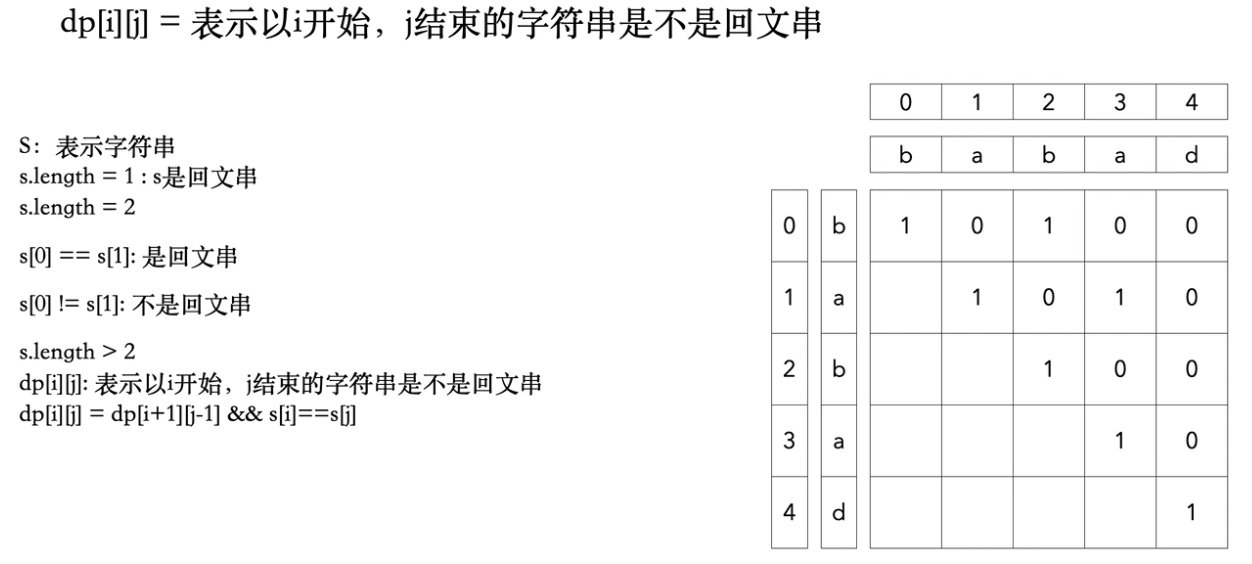 dp[i][j] = 表示以i开始，j结束的字符串是不是回文串
S：表示字符串
s.length = 1 : s是回文串
s.length = 2
s[0] == s[1]: 是回文串
s[0] != s[1]: 不是回文串
s.length > 2
dp[i][j]: 表示以i开始，j结束的字符串是不是回文串
dp[i][j] = dp[i+1][j-1] && s[i]==s[j]
0 1 2 3 4
b a b a d
0 b 1 0 1 0 0
1 a 1 0 1 0
2 b 1 0 0
3 a 1 0
4 d 1